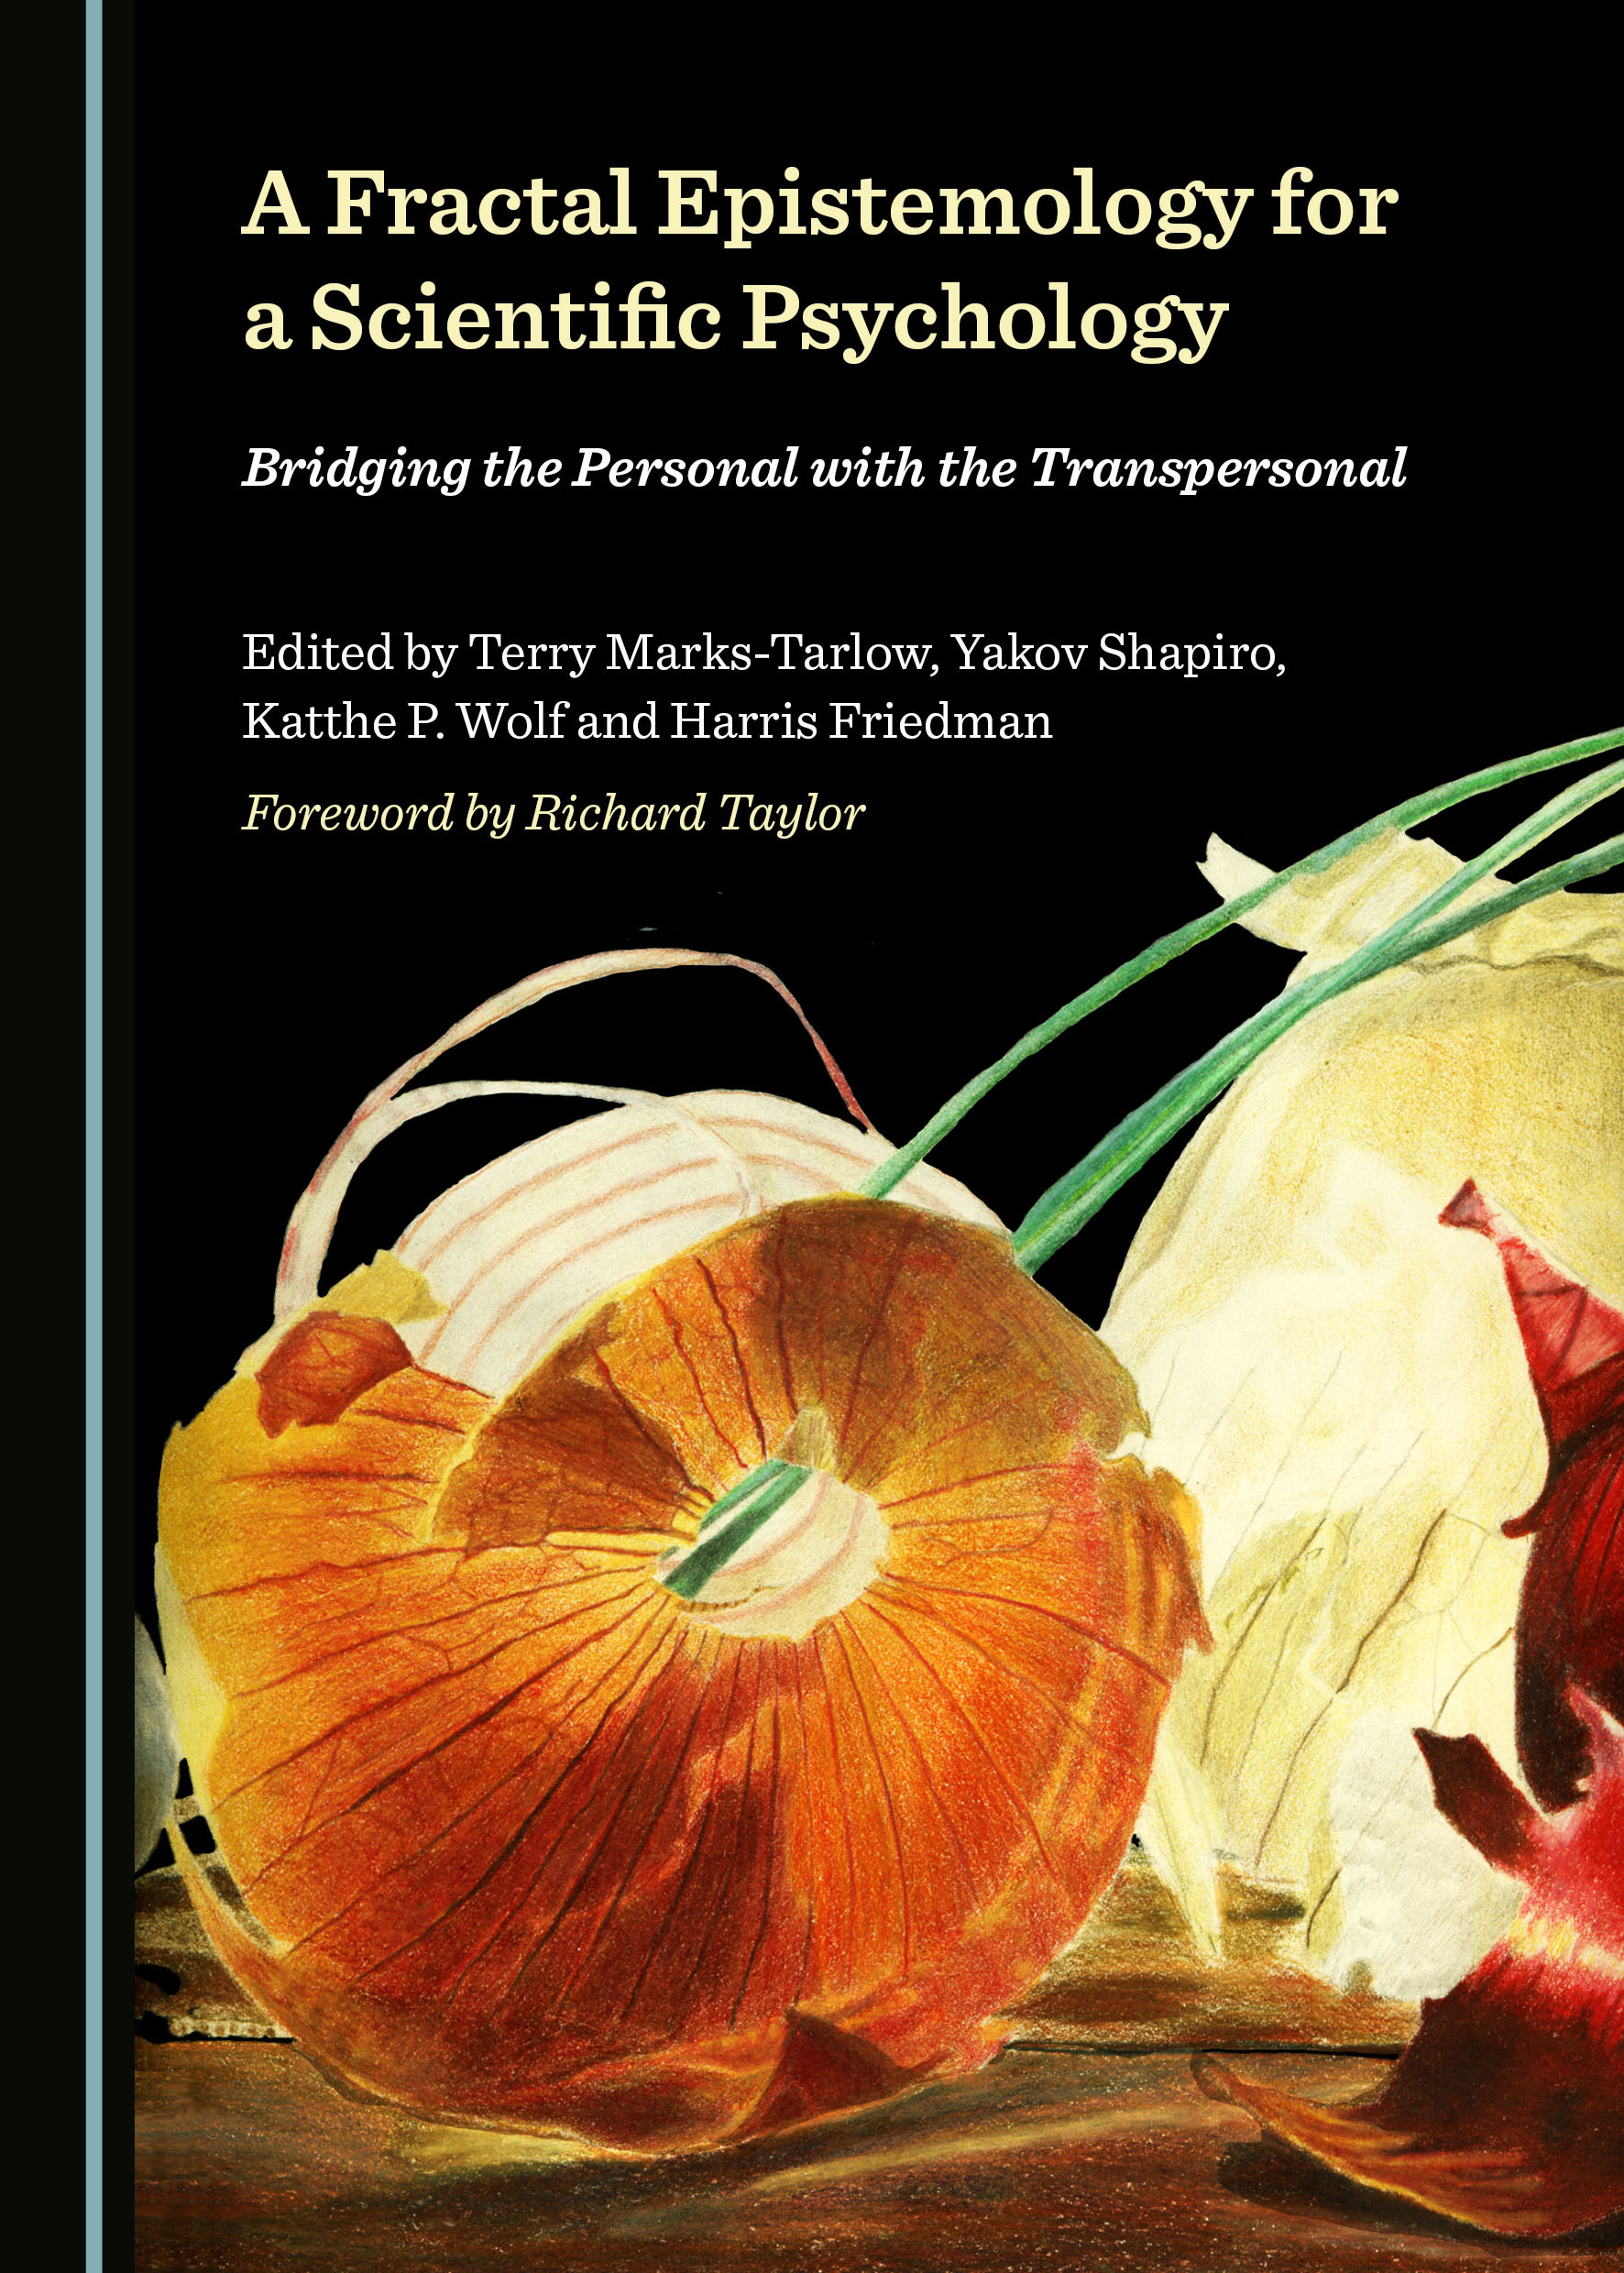 A Fractal Epistemology for
a Scientific Psychology
Bridging the Personal with the Transpersonal
Edited by Terry Marks-Tarlow, Yakov Shapiro,
Katthe P. Wolf and Harris Friedman
Foreword by Richard Taylor